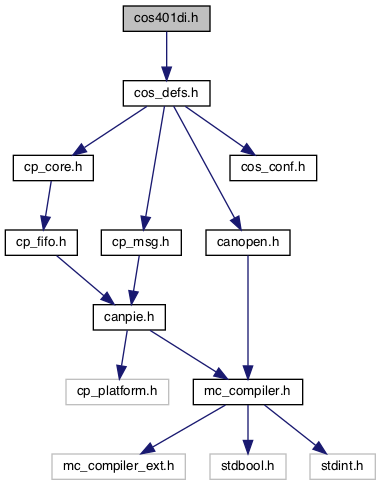 cos401di.h
cos_defs.h
cp_core.h
cos_conf.h
cp_fifo.h
cp_msg.h
canopen.h
canpie.h
cp_platform.h
mc_compiler.h
mc_compiler_ext.h
stdbool.h
stdint.h